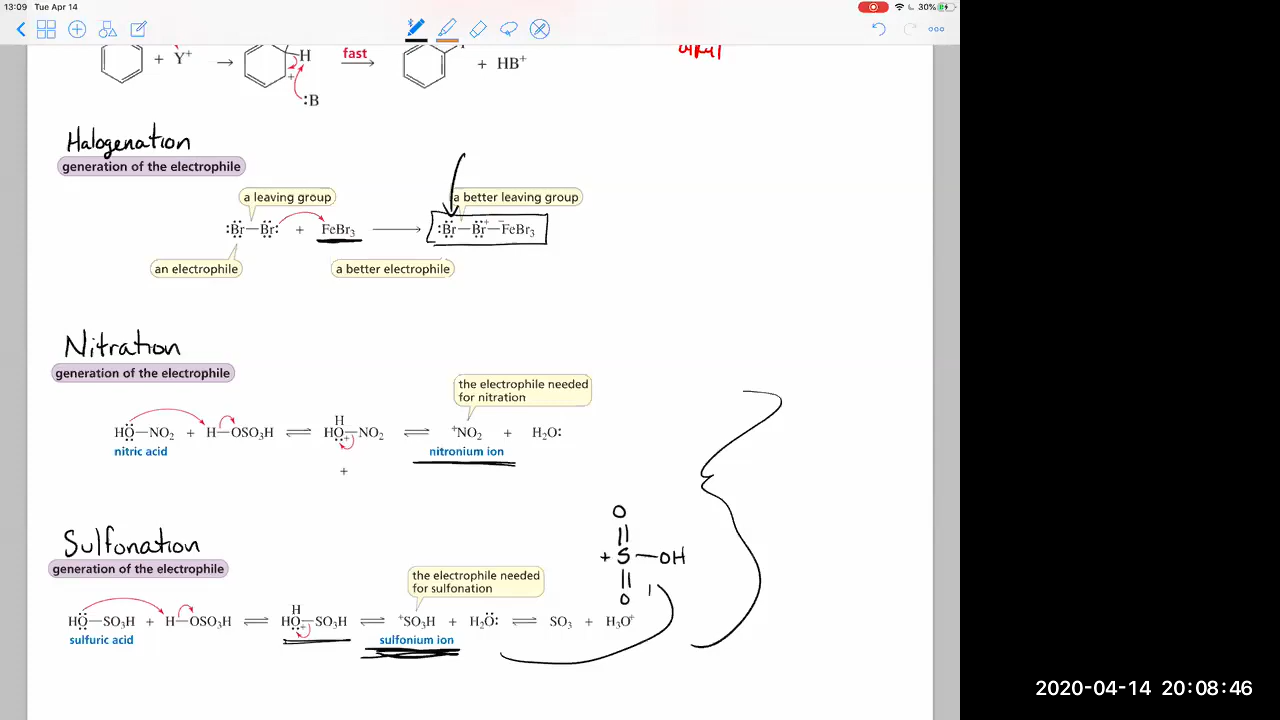 13:09 Tue Apr 14
30%
+ Y⁺ → H + fast → + HB⁺
:B
Halogenation
generation of the electrophile
a leaving group
a better leaving group
:Br—Br: + FeBr₃ → :Br—Br⁺—⁻FeBr₃
an electrophile
a better electrophile
Nitration
generation of the electrophile
the electrophile needed
for nitration
H
HO—NO₂ + H—OSO₃H ⇌ HO⁺—NO₂ ⇌ ⁺NO₂ + H₂O:
nitric acid
nitronium ion
+
O
+ S — OH
O
Sulfonation
generation of the electrophile
the electrophile needed
for sulfonation
H
HO—SO₃H + H—OSO₃H ⇌ HO⁺—SO₃H ⇌ ⁺SO₃H + H₂O: ⇌ SO₃ + H₃O⁺
sulfuric acid
sulfonium ion
2020-04-14 20:08:46